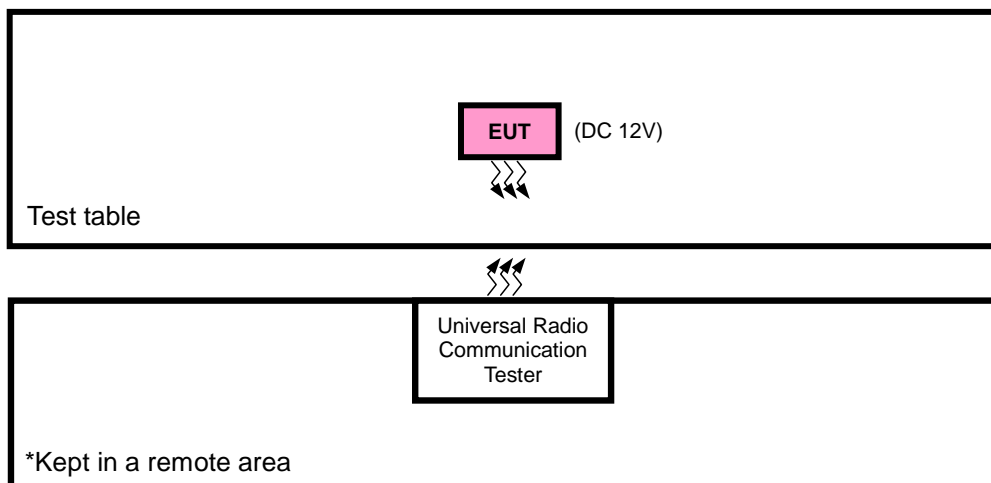 EUT (DC 12V)
Test table
Universal Radio
Communication
Tester
*Kept in a remote area